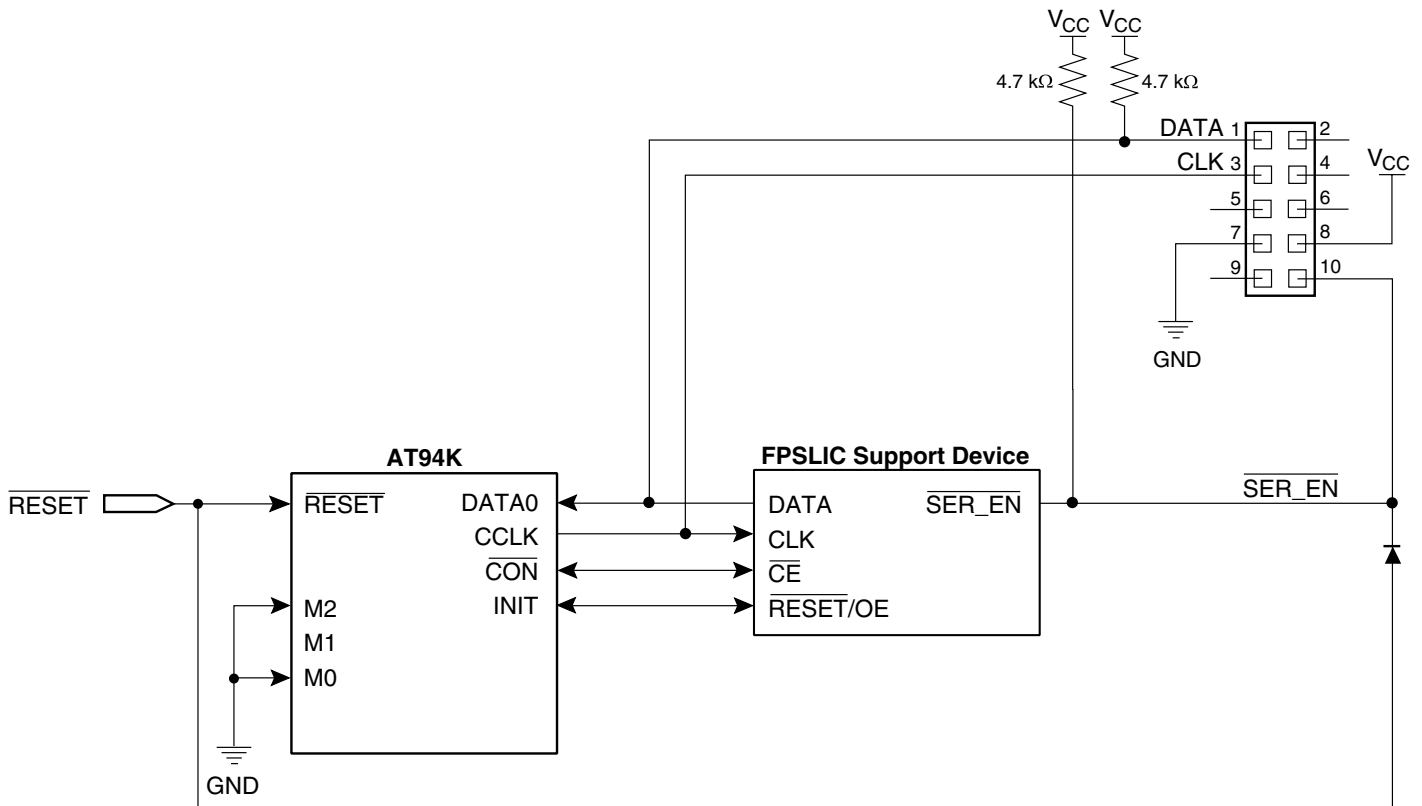 VCC VCC
4.7 kΩ 4.7 kΩ
DATA 1 2
CLK 3 4 VCC
5 6
7 8
9 10
GND
AT94K FPSLIC Support Device
RESET RESET DATA0 DATA SER_EN SER_EN
CCLK CLK
CON CE
M2 INIT RESET/OE
M1
M0
GND